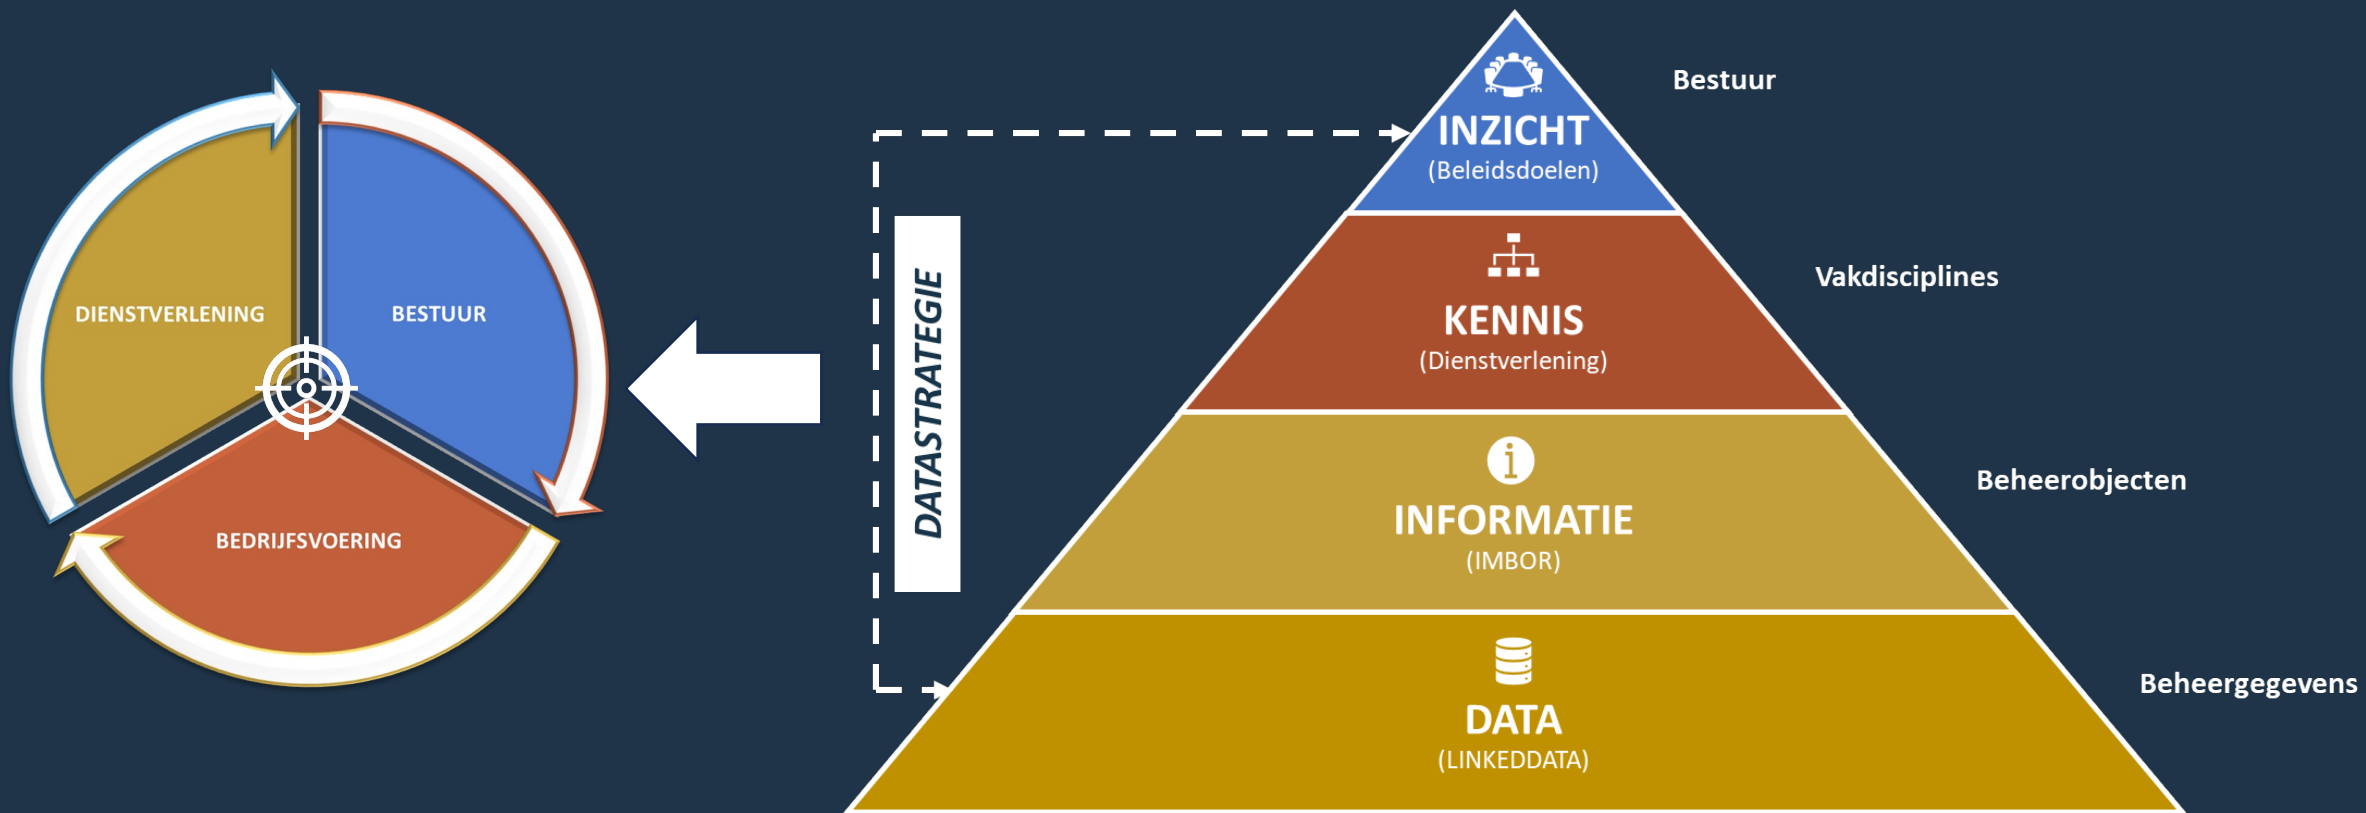 DIENSTVERLENING
BESTUUR
BEDRIJFSVOERING
DATASTRATEGIE
INZICHT
(Beleidsdoelen)
Bestuur
KENNIS
(Dienstverlening)
Vakdisciplines
INFORMATIE
(IMBOR)
Beheerobjecten
DATA
(LINKEDDATA)
Beheergegevens